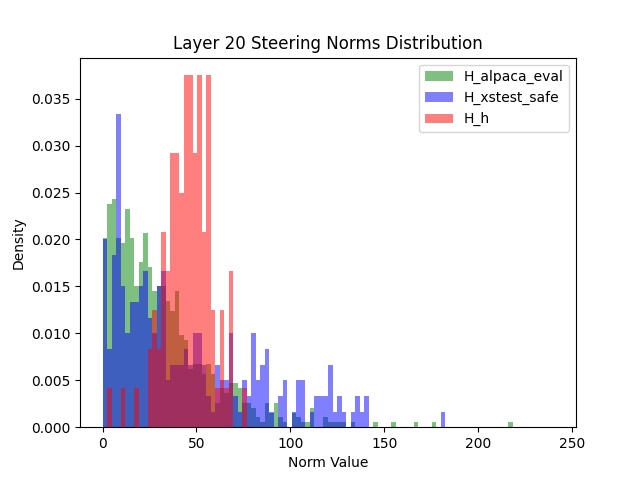 Layer 20 Steering Norms Distribution
H_alpaca_eval
H_xstest_safe
H_h
Density
0.035
0.030
0.025
0.020
0.015
0.010
0.005
0.000
0
50
100
150
200
250
Norm Value